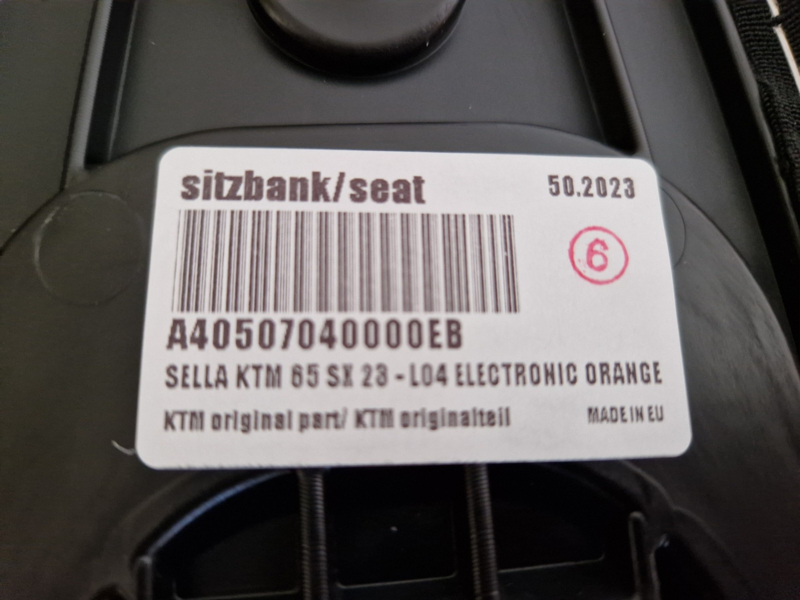 sitzbank/seat
50.2023
6
A40507040000EB
SELLA KTM 65 SX 23 - L04 ELECTRONIC ORANGE
KTM original part/ KTM originalteil
MADE IN EU